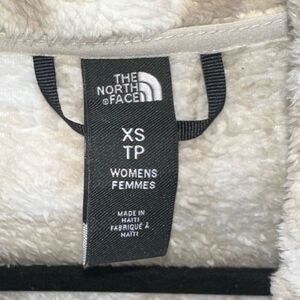 THE
NORTH
®FACE
XS
TP
WOMENS
FEMMES
MADE IN
HAITI
FABRIQUÉ À
HAÏTI